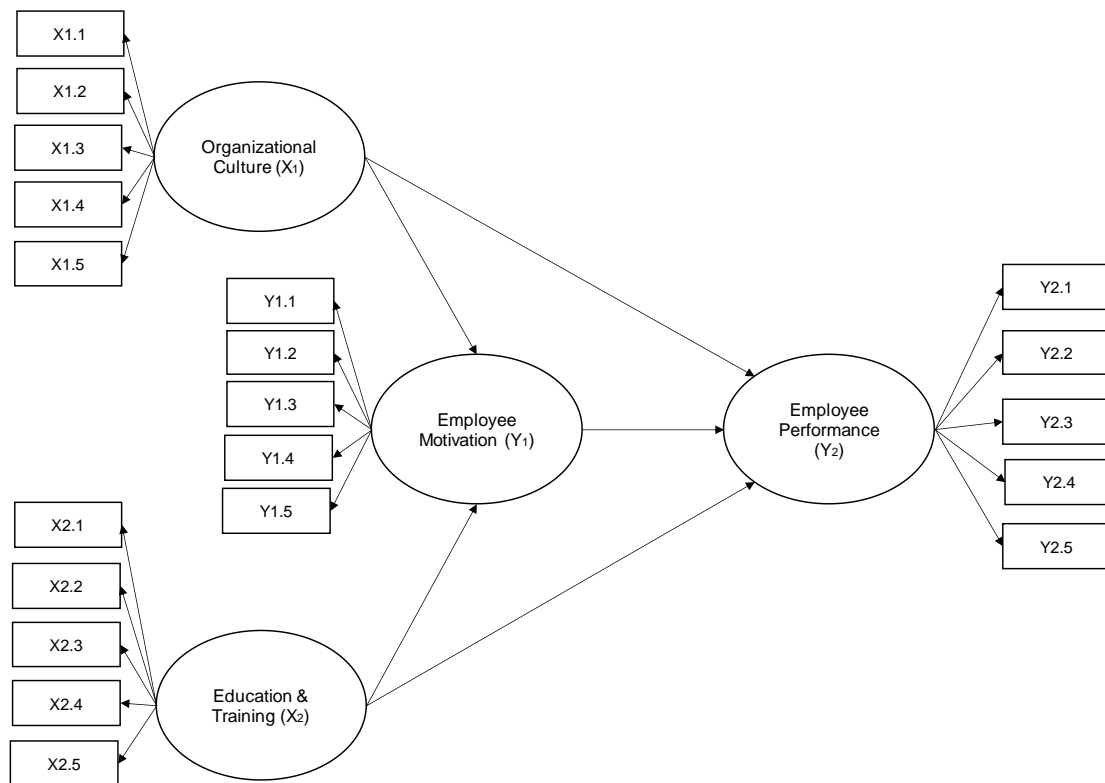 X1.1
X1.2
X1.3
X1.4
X1.5
Organizational
Culture (X1)
Y1.1
Y1.2
Y1.3
Y1.4
Y1.5
Employee
Motivation (Y1)
Employee
Performance
(Y2)
Y2.1
Y2.2
Y2.3
Y2.4
Y2.5
X2.1
X2.2
X2.3
X2.4
X2.5
Education &
Training (X2)